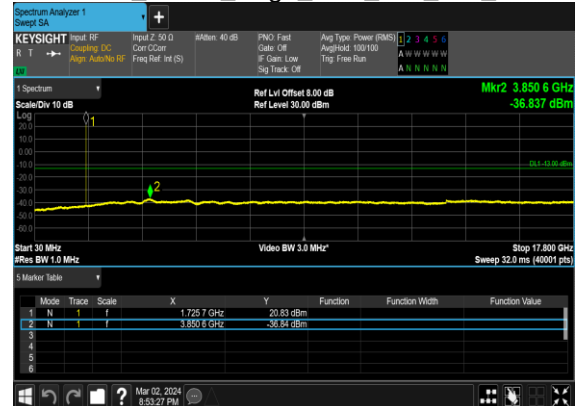 Spectrum Analyzer 1
Swept SA
+
KEYSIGHT
R T
Input: RF
Coupling: DC
Align: Auto/No RF
Input Z: 50 Ω
Corr CCorr
Freq Ref: Int (S)
#Atten: 40 dB
PNO: Fast
Gate: Off
IF Gain: Low
Sig Track: Off
Avg Type: Power (RMS)
Avg|Hold: 100/100
Trig: Free Run
1 2 3 4 5 6
A W W W W W
A N N N N N
1 Spectrum
Scale/Div 10 dB
Ref Lvl Offset 8.00 dB
Ref Level 30.00 dBm
Mkr2 3.850 6 GHz
-36.837 dBm
Log
20.0
10.0
0.00
-10.0
-20.0
-30.0
-40.0
-50.0
-60.0
1
2
DL1 -13.00 dBm
Start 30 MHz
#Res BW 1.0 MHz
Video BW 3.0 MHz*
Stop 17.800 GHz
Sweep 32.0 ms (40001 pts)
5 Marker Table
Mode Trace Scale X Y Function Function Width Function Value
1 N 1 f 1.725 7 GHz 20.83 dBm
2 N 1 f 3.850 6 GHz -36.84 dBm
3
4
5
6
?
Mar 02, 2024
8:53:27 PM